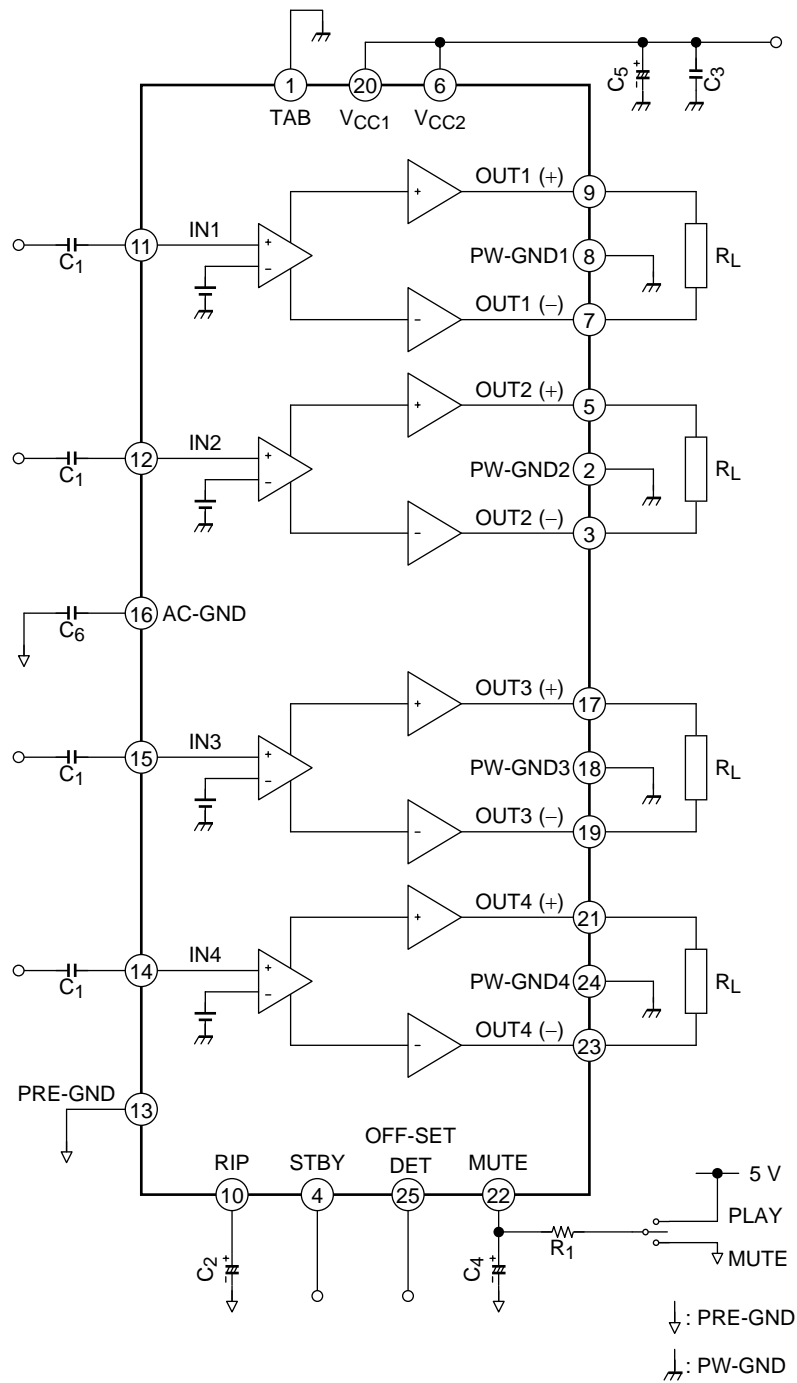 1 20 6
TAB VCC1 VCC2
C5 + - C3
OUT1 (+) 9
11 IN1 + - +
C1
PW-GND1 8 RL
OUT1 (−) 7
-
OUT2 (+) 5
12 IN2 + - +
C1
PW-GND2 2 RL
OUT2 (−) 3
-
16 AC-GND
C6
OUT3 (+) 17
15 IN3 + - +
C1
PW-GND3 18 RL
OUT3 (−) 19
-
OUT4 (+) 21
14 IN4 + - +
C1
PW-GND4 24 RL
OUT4 (−) 23
-
PRE-GND
13
OFF-SET
RIP STBY DET MUTE
10 4 25 22
5 V
PLAY
R1
MUTE
C2 + - C4 + -
: PRE-GND
: PW-GND